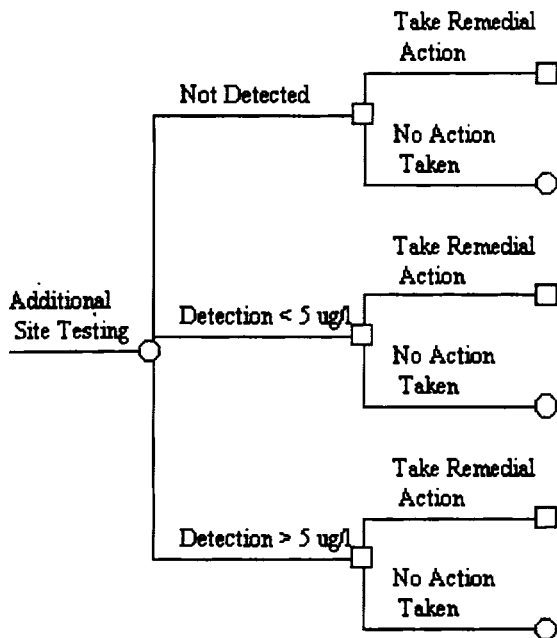 Take Remedial
Action
Not Detected
No Action
Taken
Take Remedial
Action
Additional
Site Testing
Detection < 5 ug/l
No Action
Taken
Take Remedial
Action
Detection > 5 ug/l
No Action
Taken